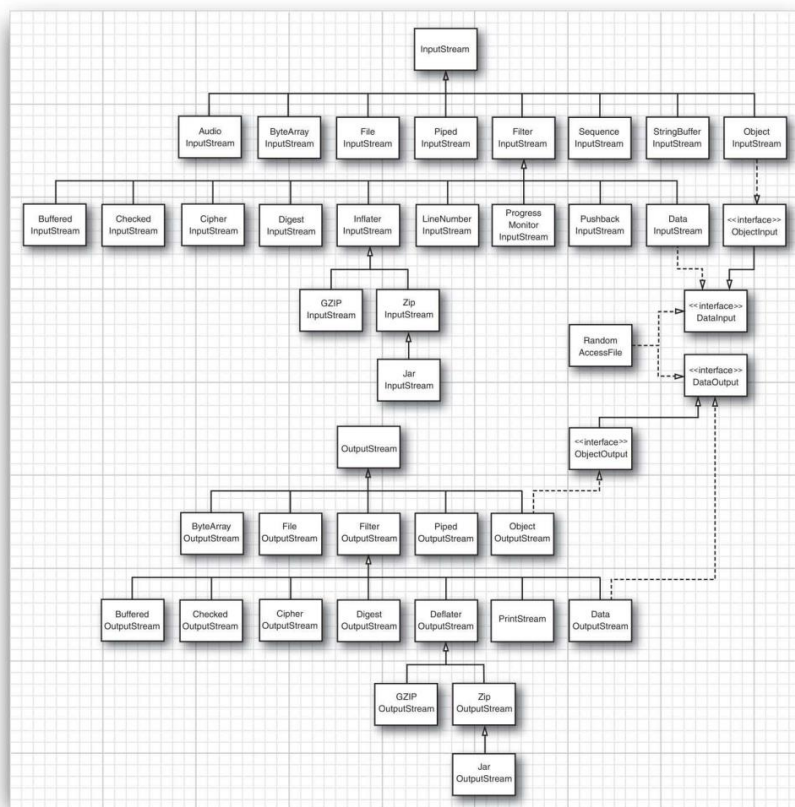 InputStream
Audio
InputStream
ByteArray
InputStream
File
InputStream
Piped
InputStream
Filter
InputStream
Sequence
InputStream
StringBuffer
InputStream
Object
InputStream
Buffered
InputStream
Checked
InputStream
Cipher
InputStream
Digest
InputStream
Inflater
InputStream
LineNumber
InputStream
Progress
Monitor
InputStream
Pushback
InputStream
Data
InputStream
<<interface>>
ObjectInput
GZIP
InputStream
Zip
InputStream
<<interface>>
DataInput
Random
AccessFile
Jar
InputStream
<<interface>>
DataOutput
OutputStream
<<interface>>
ObjectOutput
ByteArray
OutputStream
File
OutputStream
Filter
OutputStream
Piped
OutputStream
Object
OutputStream
Buffered
OutputStream
Checked
OutputStream
Cipher
OutputStream
Digest
OutputStream
Deflater
OutputStream
PrintStream
Data
OutputStream
GZIP
OutputStream
Zip
OutputStream
Jar
OutputStream